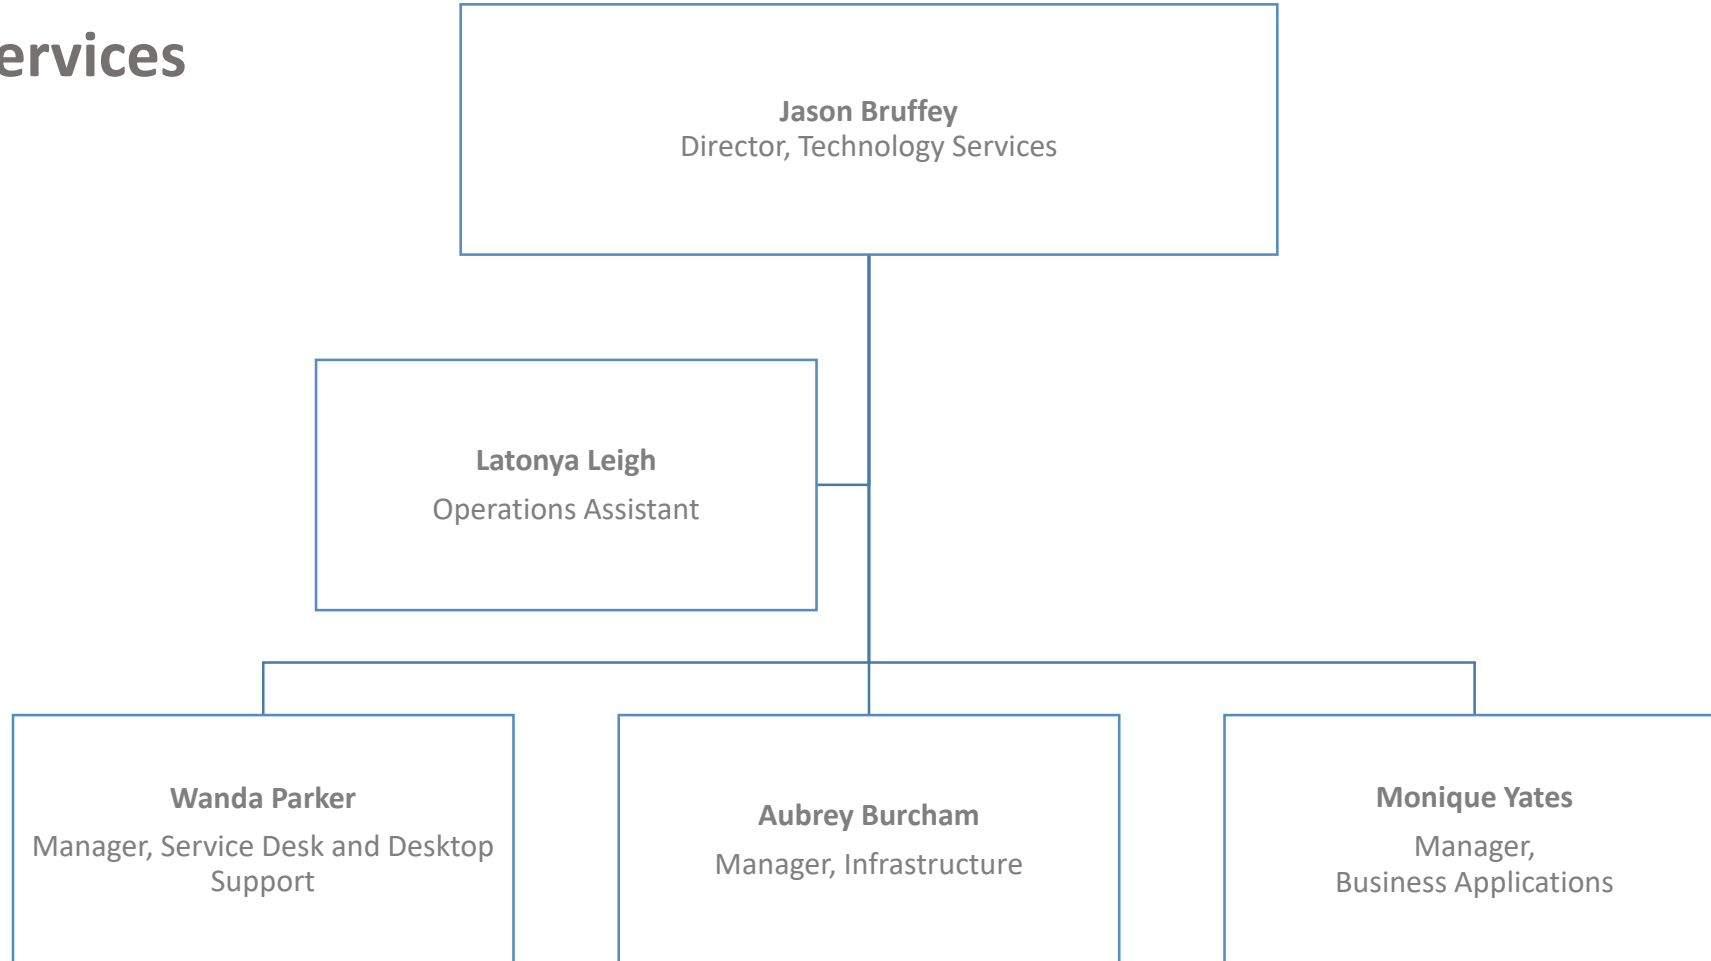 ervices
Jason Bruffey
Director, Technology Services
Latonya Leigh
Operations Assistant
Wanda Parker
Manager, Service Desk and Desktop
Support
Aubrey Burcham
Manager, Infrastructure
Monique Yates
Manager,
Business Applications